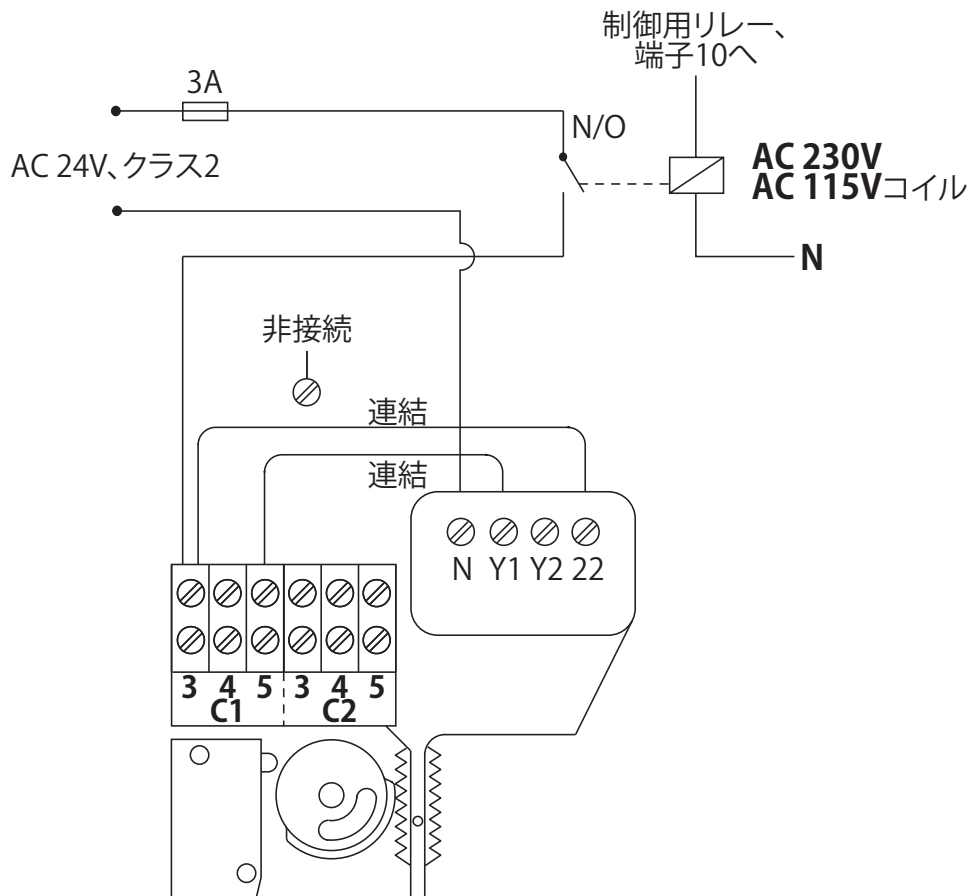 制御用リレー、
端子10へ
3A
N/O
AC 24V、クラス2
AC 230V
AC 115Vコイル
N
非接続
連結
連結
N Y1 Y2 22
3 4 5 3 4 5
C1 C2